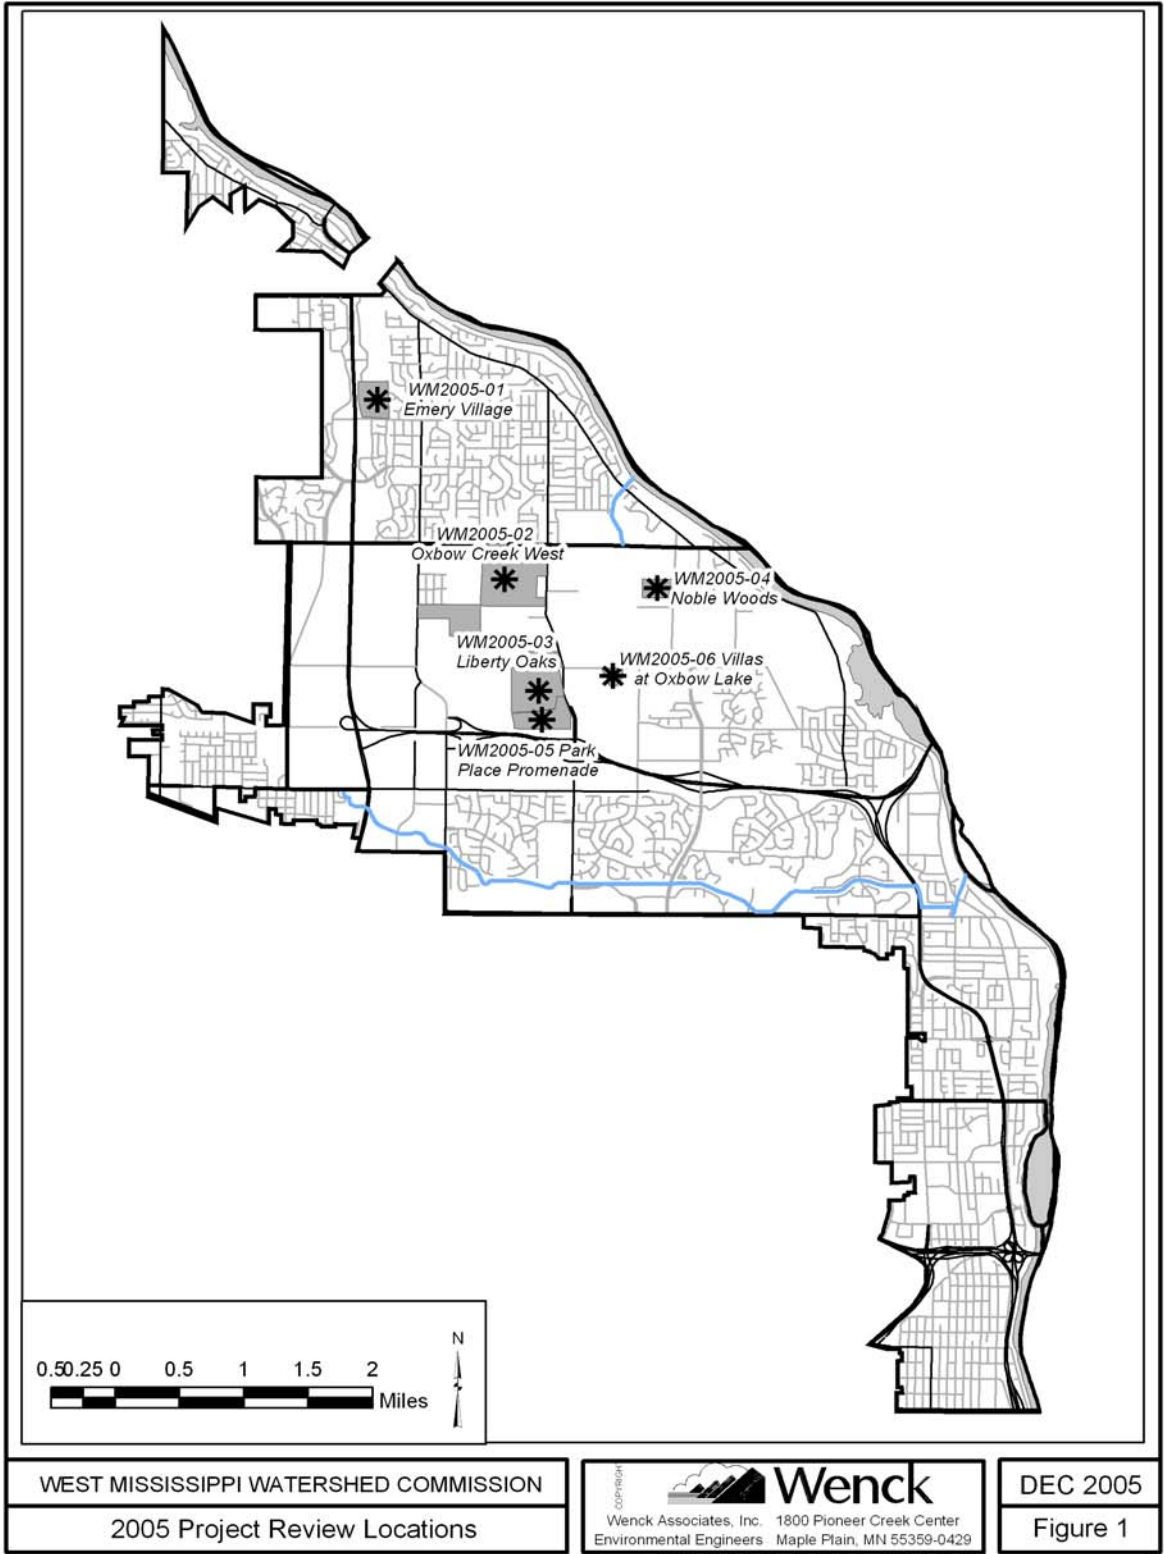 WM2005-01
Emery Village
WM2005-02
Oxbow Creek West
WM2005-04
Noble Woods
WM2005-03
Liberty Oaks
WM2005-06 Villas
at Oxbow Lake
WM2005-05 Park
Place Promenade
N
0.50.25 0 0.5 1 1.5 2
Miles
WEST MISSISSIPPI WATERSHED COMMISSION
2005 Project Review Locations
COPYRIGHT
Wenck
Wenck Associates, Inc. 1800 Pioneer Creek Center
Environmental Engineers Maple Plain, MN 55359-0429
DEC 2005
Figure 1